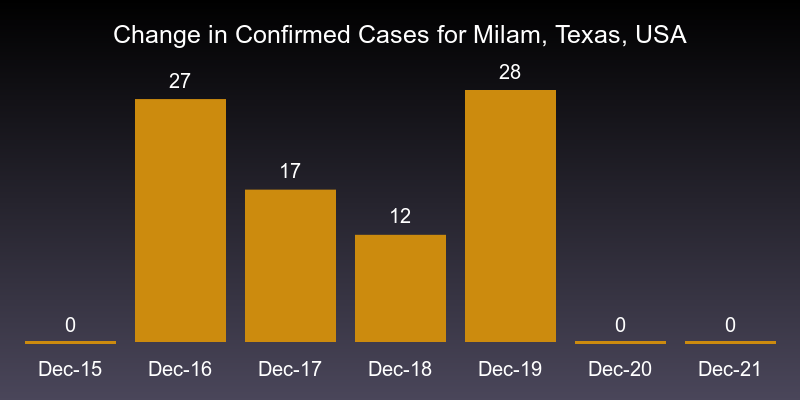 Change in Confirmed Cases for Milam, Texas, USA
0 27 17 12 28 0 0
Dec-15 Dec-16 Dec-17 Dec-18 Dec-19 Dec-20 Dec-21